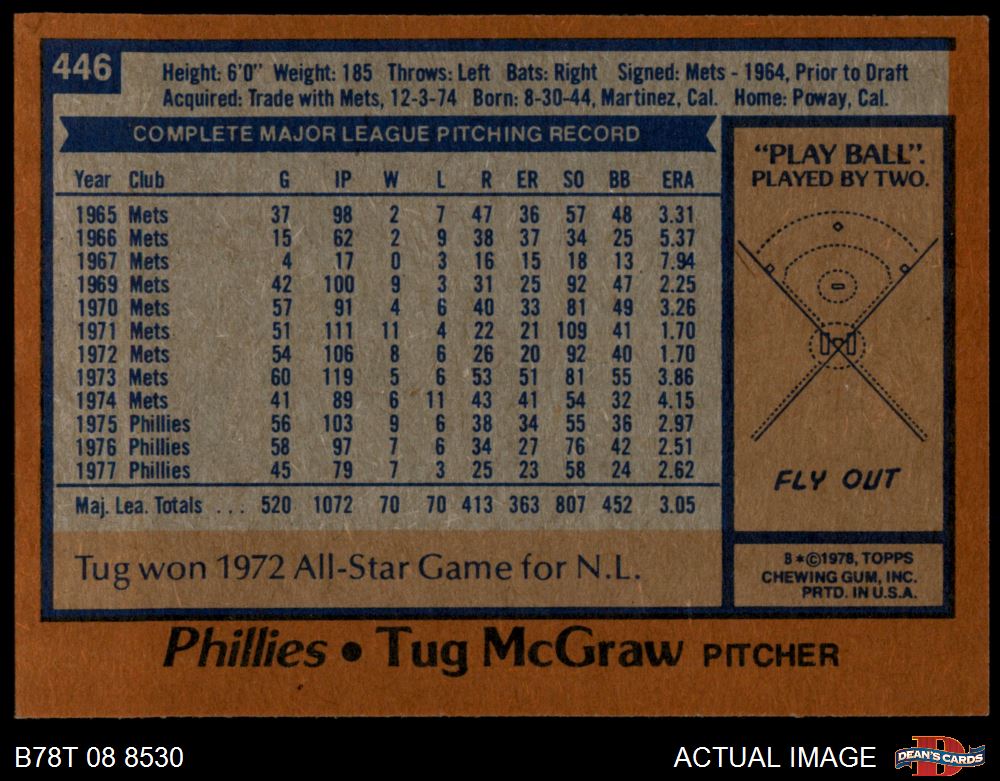 446
Height: 6'0" Weight: 185 Throws: Left Bats: Right Signed: Mets - 1964, Prior to Draft
Acquired: Trade with Mets, 12-3-74 Born: 8-30-44, Martinez, Cal. Home: Poway, Cal.
COMPLETE MAJOR LEAGUE PITCHING RECORD
Year Club G IP W L R ER SO BB ERA
1965 Mets 37 98 2 7 47 36 57 48 3.31
1966 Mets 15 62 2 9 38 37 34 25 5.37
1967 Mets 4 17 0 3 16 15 18 13 7.94
1969 Mets 42 100 9 3 31 25 92 47 2.25
1970 Mets 57 91 4 6 40 33 81 49 3.26
1971 Mets 51 111 11 4 22 21 109 41 1.70
1972 Mets 54 106 8 6 26 20 92 40 1.70
1973 Mets 60 119 5 6 53 51 81 55 3.86
1974 Mets 41 89 6 11 43 41 54 32 4.15
1975 Phillies 56 103 9 6 38 34 55 36 2.97
1976 Phillies 58 97 7 6 34 27 76 42 2.51
1977 Phillies 45 79 7 3 25 23 58 24 2.62
Maj. Lea. Totals ... 520 1072 70 70 413 363 807 452 3.05
Tug won 1972 All-Star Game for N.L.
"PLAY BALL".
PLAYED BY TWO.
FLY OUT
B*©1978, TOPPS
CHEWING GUM, INC.
PRTD. IN U.S.A.
Phillies • Tug McGraw PITCHER
B78T 08 8530
ACTUAL IMAGE
D
DEAN'S CARDS